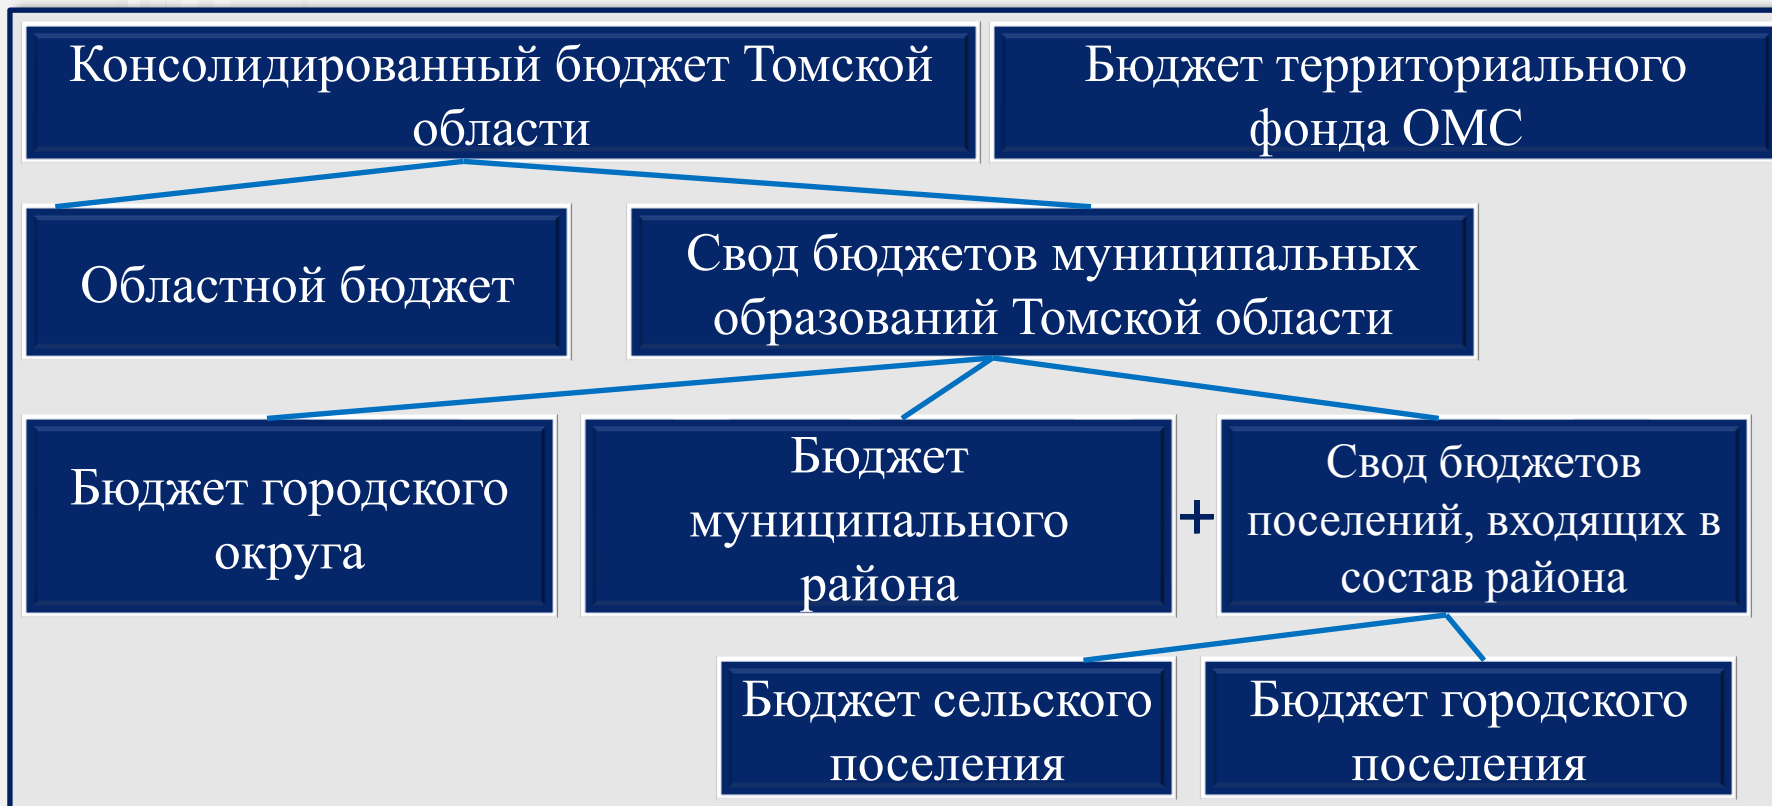 Консолидированный бюджет Томской
области
Бюджет территориального
фонда ОМС
Областной бюджет
Свод бюджетов муниципальных
образований Томской области
Бюджет городского
округа
Бюджет
муниципального
района
+
Свод бюджетов
поселений, входящих в
состав района
Бюджет сельского
поселения
Бюджет городского
поселения